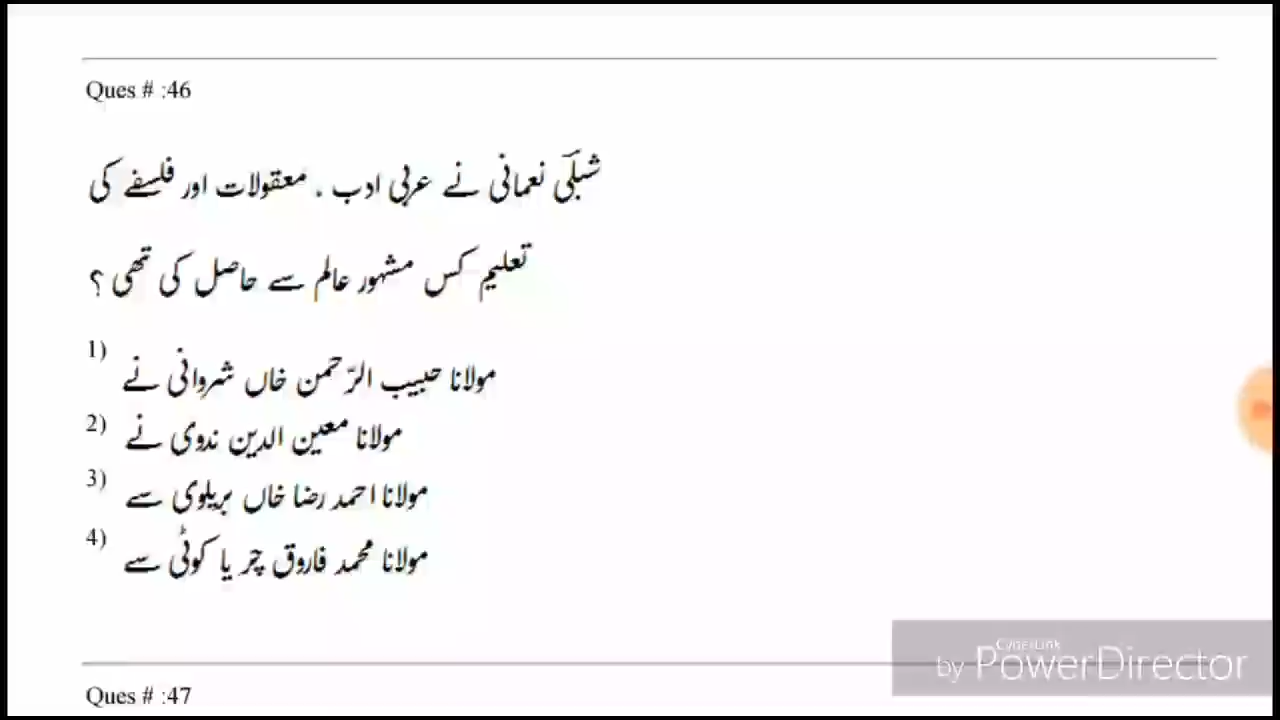 Ques # :46
شبلی نعمانی نے عربی ادب ۔ معقولات اور فلسفے کی
تعلیم کس مشہور عالم سے حاصل کی تھی ؟
1) مولانا حبیب الرّحمن خاں شروانی نے
2) مولانا معین الدین ندوی نے
3) مولانا احمد رضا خاں بریلوی سے
4) مولانا محمد فاروق چریا کوٹی سے
CyberLink
by PowerDirector
Ques # :47